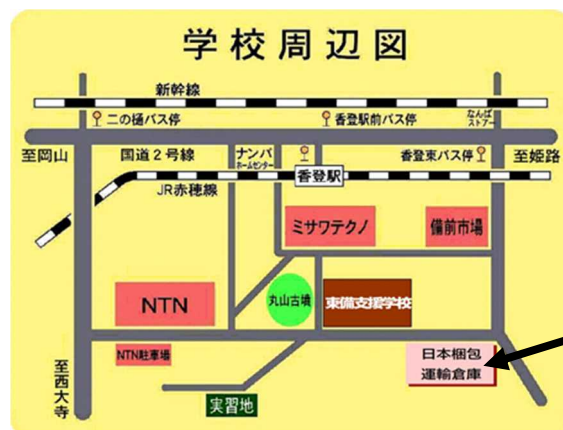 学校周辺図
新幹線
二の樋バス停
香登駅前バス停
なんば
ストアー
至岡山
国道2号線
ナンバ
ホームセンター
香登東バス停
至姫路
JR赤穂線
香登駅
ミサワテクノ
備前市場
NTN
丸山古墳
東備支援学校
NTN駐車場
日本梱包
運輸倉庫
至西大寺
実習地